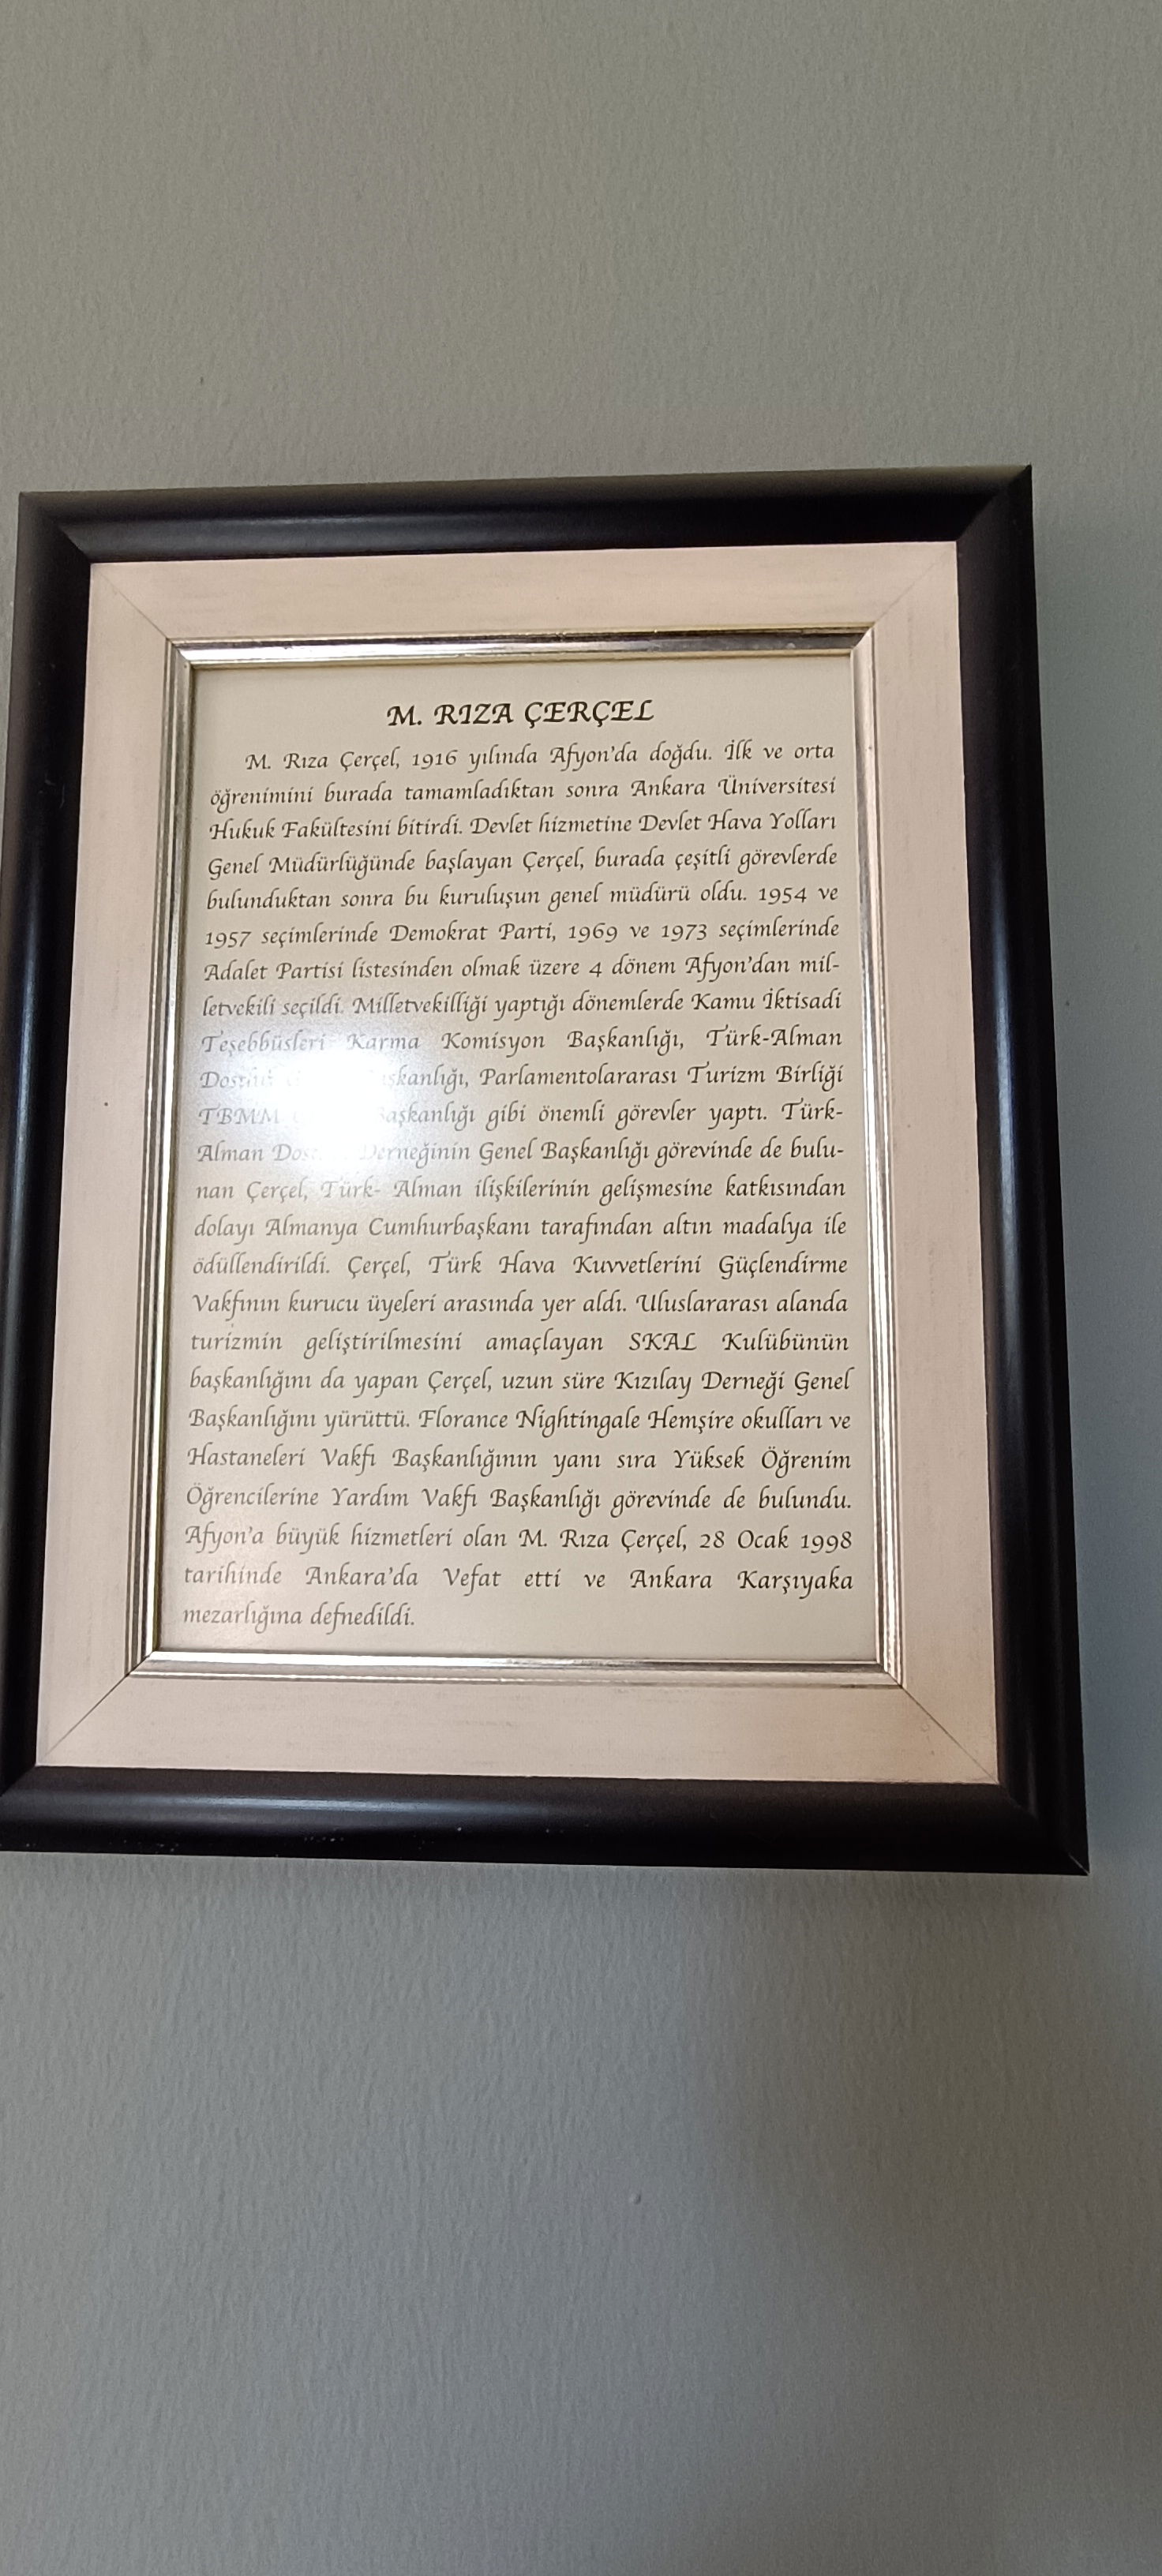 M. RIZA ÇERÇEL
M. Rıza Çerçel, 1916 yılında Afyon'da doğdu. İlk ve orta
öğrenimini burada tamamladıktan sonra Ankara Üniversitesi
Hukuk Fakültesini bitirdi. Devlet hizmetine Devlet Hava Yolları
Genel Müdürlüğünde başlayan Çerçel, burada çeşitli görevlerde
bulunduktan sonra bu kuruluşun genel müdürü oldu. 1954 ve
1957 seçimlerinde Demokrat Parti, 1969 ve 1973 seçimlerinde
Adalet Partisi listesinden olmak üzere 4 dönem Afyon'dan mil-
letvekili seçildi. Milletvekilliği yaptığı dönemlerde Kamu İktisadi
Teşebbüsleri Karma Komisyon Başkanlığı, Türk-Alman
Parlamentolararası Turizm Birliği
TBMM Başkanlığı gibi önemli görevler yaptı. Türk-
Alman Derneğinin Genel Başkanlığı görevinde de bulu-
nan Çerçel, Türk- Alman ilişkilerinin gelişmesine katkısından
dolayı Almanya Cumhurbaşkanı tarafından altın madalya ile
ödüllendirildi. Çerçel, Türk Hava Kuvvetlerini Güçlendirme
Vakfının kurucu üyeleri arasında yer aldı. Uluslararası alanda
turizmin geliştirilmesini amaçlayan SKAL Kulübünün
başkanlığını da yapan Çerçel, uzun süre Kızılay Derneği Genel
Başkanlığını yürüttü. Florance Nightingale Hemşire okulları ve
Hastaneleri Vakfı Başkanlığının yanı sıra Yüksek Öğrenim
Öğrencilerine Yardım Vakfı Başkanlığı görevinde de bulundu.
Afyon'a büyük hizmetleri olan M. Rıza Çerçel, 28 Ocak 1998
tarihinde Ankara'da Vefat etti ve Ankara Karşıyaka
mezarlığına defnedildi.